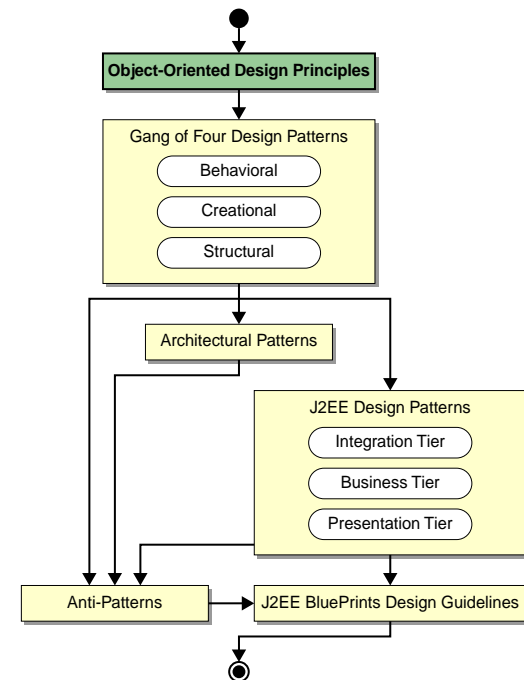 Object-Oriented Design Principles
Gang of Four Design Patterns
Behavioral
Creational
Structural
Architectural Patterns
J2EE Design Patterns
Integration Tier
Business Tier
Presentation Tier
Anti-Patterns
J2EE BluePrints Design Guidelines